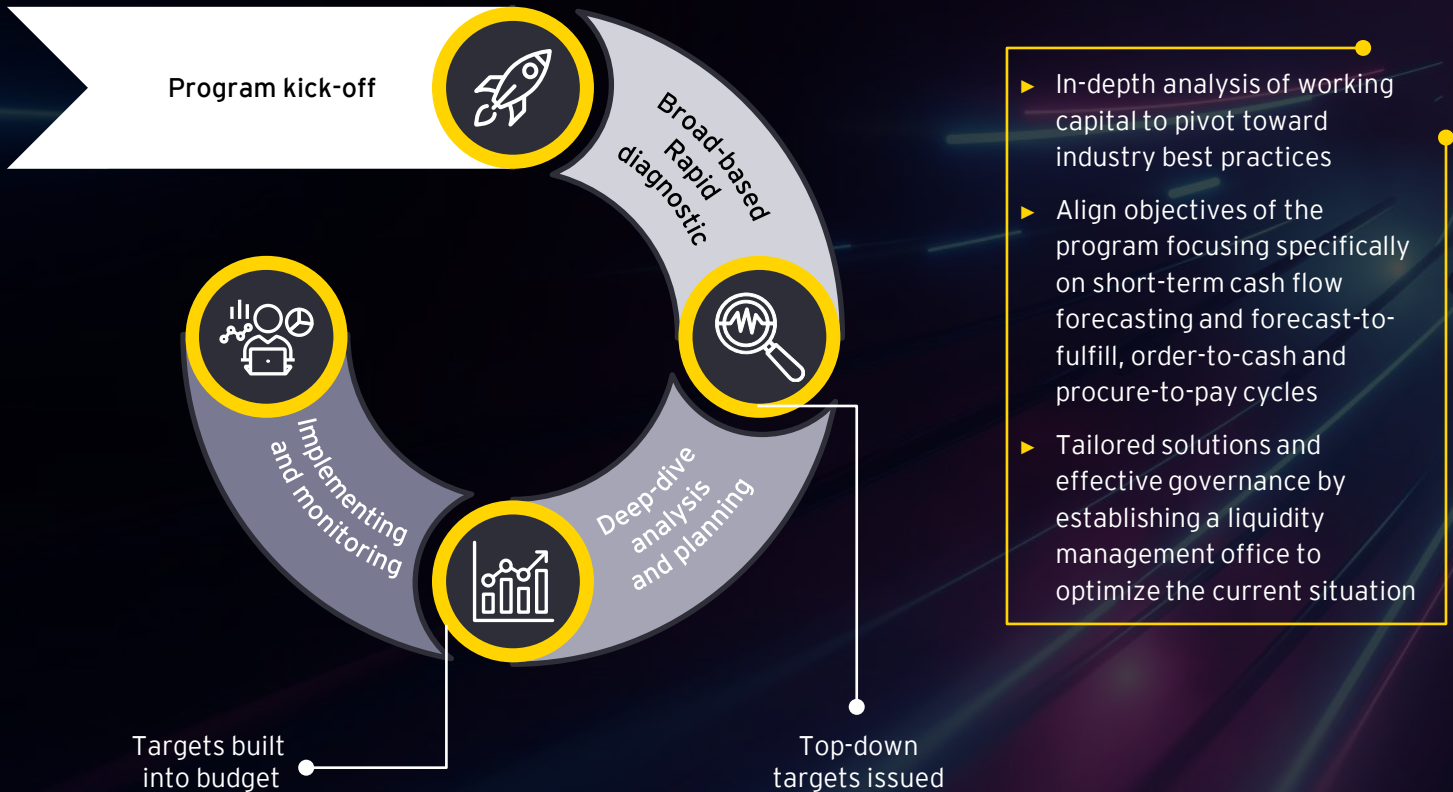 Program kick-off
Broad-based
Rapid
diagnostic
Deep-dive
analysis
and planning
Implementing
and monitoring
Targets built
into budget
Top-down
targets issued
► In-depth analysis of working
capital to pivot toward
industry best practices
► Align objectives of the
program focusing specifically
on short-term cash flow
forecasting and forecast-to-
fulfill, order-to-cash and
procure-to-pay cycles
► Tailored solutions and
effective governance by
establishing a liquidity
management office to
optimize the current situation